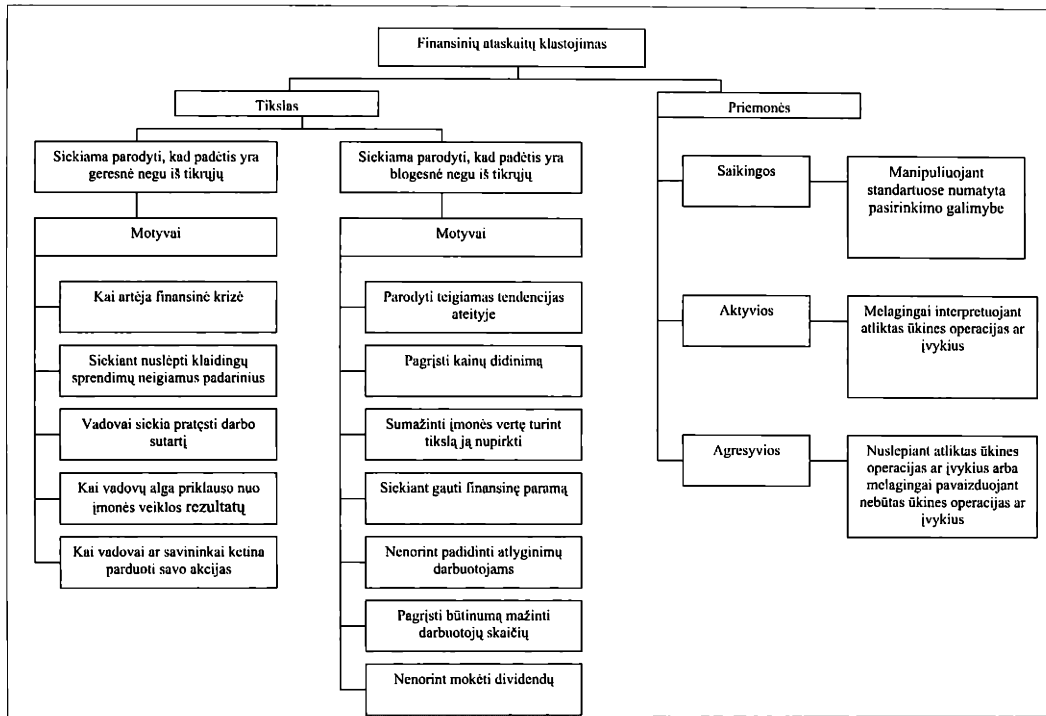 Finansinių ataskaitų klastojimas
Tikslas
Siekiama parodyti, kad padėtis yra
geresnė negu iš tikrųjų
Motyvai
Kai artėja finansinė krizė
Siekiant nuslėpti klaidingų
sprendimų neigiamus padarinius
Vadovai siekia pratęsti darbo
sutartį
Kai vadovų alga priklauso nuo
įmonės veiklos rezultatų
Kai vadovai ar savininkai ketina
parduoti savo akcijas
Siekiama parodyti, kad padėtis yra
blogesnė negu iš tikrųjų
Motyvai
Parodyti teigiamas tendencijas
ateityje
Pagrįsti kainų didinimą
Sumažinti įmonės vertę turint
tikslą ją nupirkti
Siekiant gauti finansinę paramą
Nenorint padidinti atlyginimų
darbuotojams
Pagrįsti būtinumą mažinti
darbuotojų skaičių
Nenorint mokėti dividendų
Priemonės
Saikingos
Manipuliuojant
standartuose numatyta
pasirinkimo galimybe
Aktyvios
Melagingai interpretuojant
atliktas ūkines operacijas ar
įvykius
Agresyvios
Nuslepiant atliktas ūkines
operacijas ar įvykius arba
melagingai pavaizduojant
nebūtas ūkines operacijas ar
įvykius